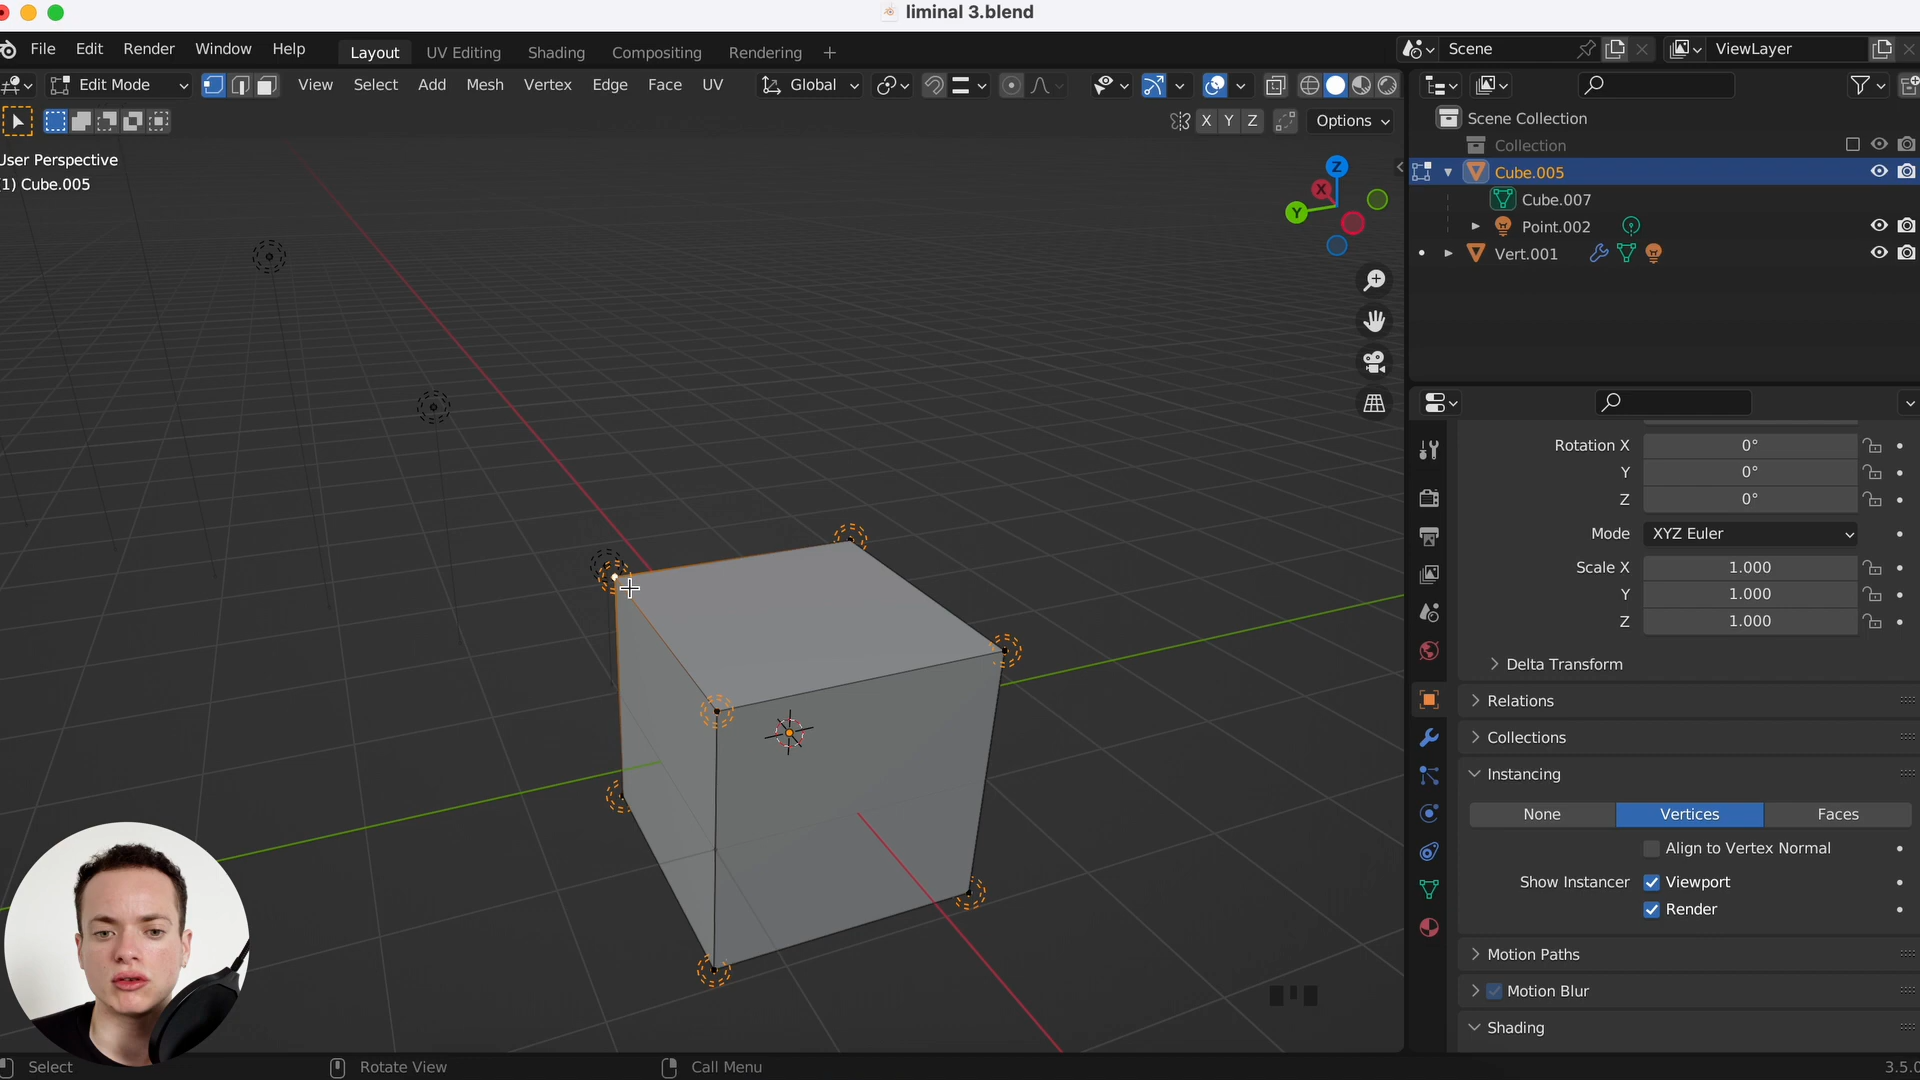 liminal 3.blend
File Edit Render Window Help Layout UV Editing Shading Compositing Rendering + Scene ViewLayer
Edit Mode View Select Add Mesh Vertex Edge Face UV Global
X Y Z Options
User Perspective
(1) Cube.005
Z
X
Y
Scene Collection
Collection
Cube.005
Cube.007
Point.002
Vert.001
Rotation X 0°
Y 0°
Z 0°
Mode XYZ Euler
Scale X 1.000
Y 1.000
Z 1.000
Delta Transform
Relations
Collections
Instancing
None Vertices Faces
Align to Vertex Normal
Show Instancer Viewport
Render
Motion Paths
Motion Blur
Shading
Select Rotate View Call Menu 3.5.0